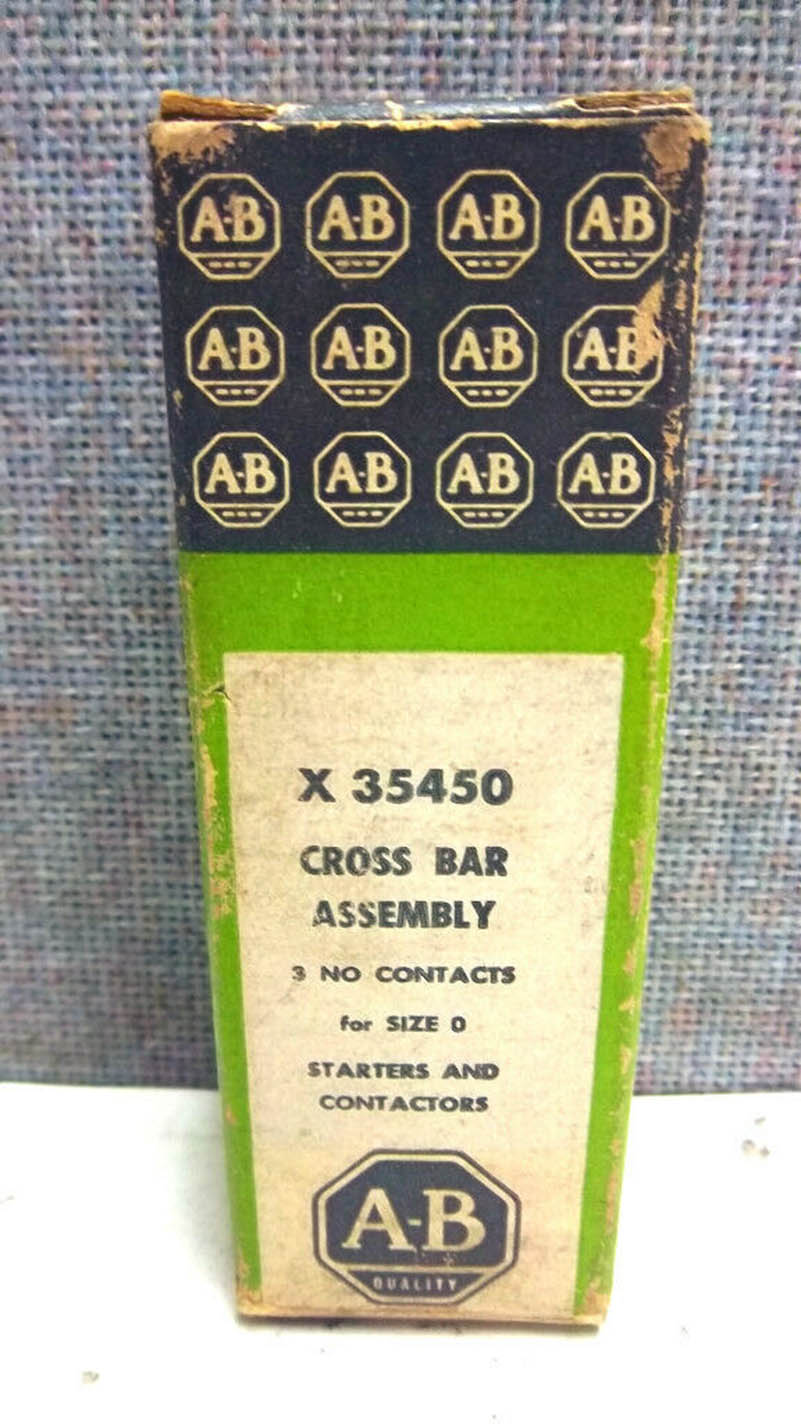 A-B A-B A-B A-B
A-B A-B A-B A-B
A-B A-B A-B A-B
X 35450
CROSS BAR
ASSEMBLY
3 NO CONTACTS
for SIZE 0
STARTERS AND
CONTACTORS
A-B
QUALITY